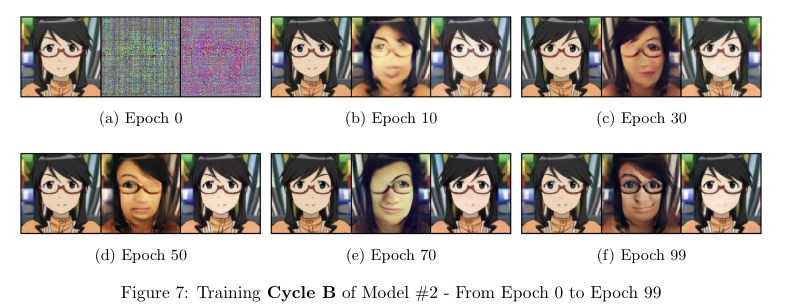 (a) Epoch 0
(b) Epoch 10
(c) Epoch 30
(d) Epoch 50
(e) Epoch 70
(f) Epoch 99
Figure 7: Training Cycle B of Model #2 - From Epoch 0 to Epoch 99